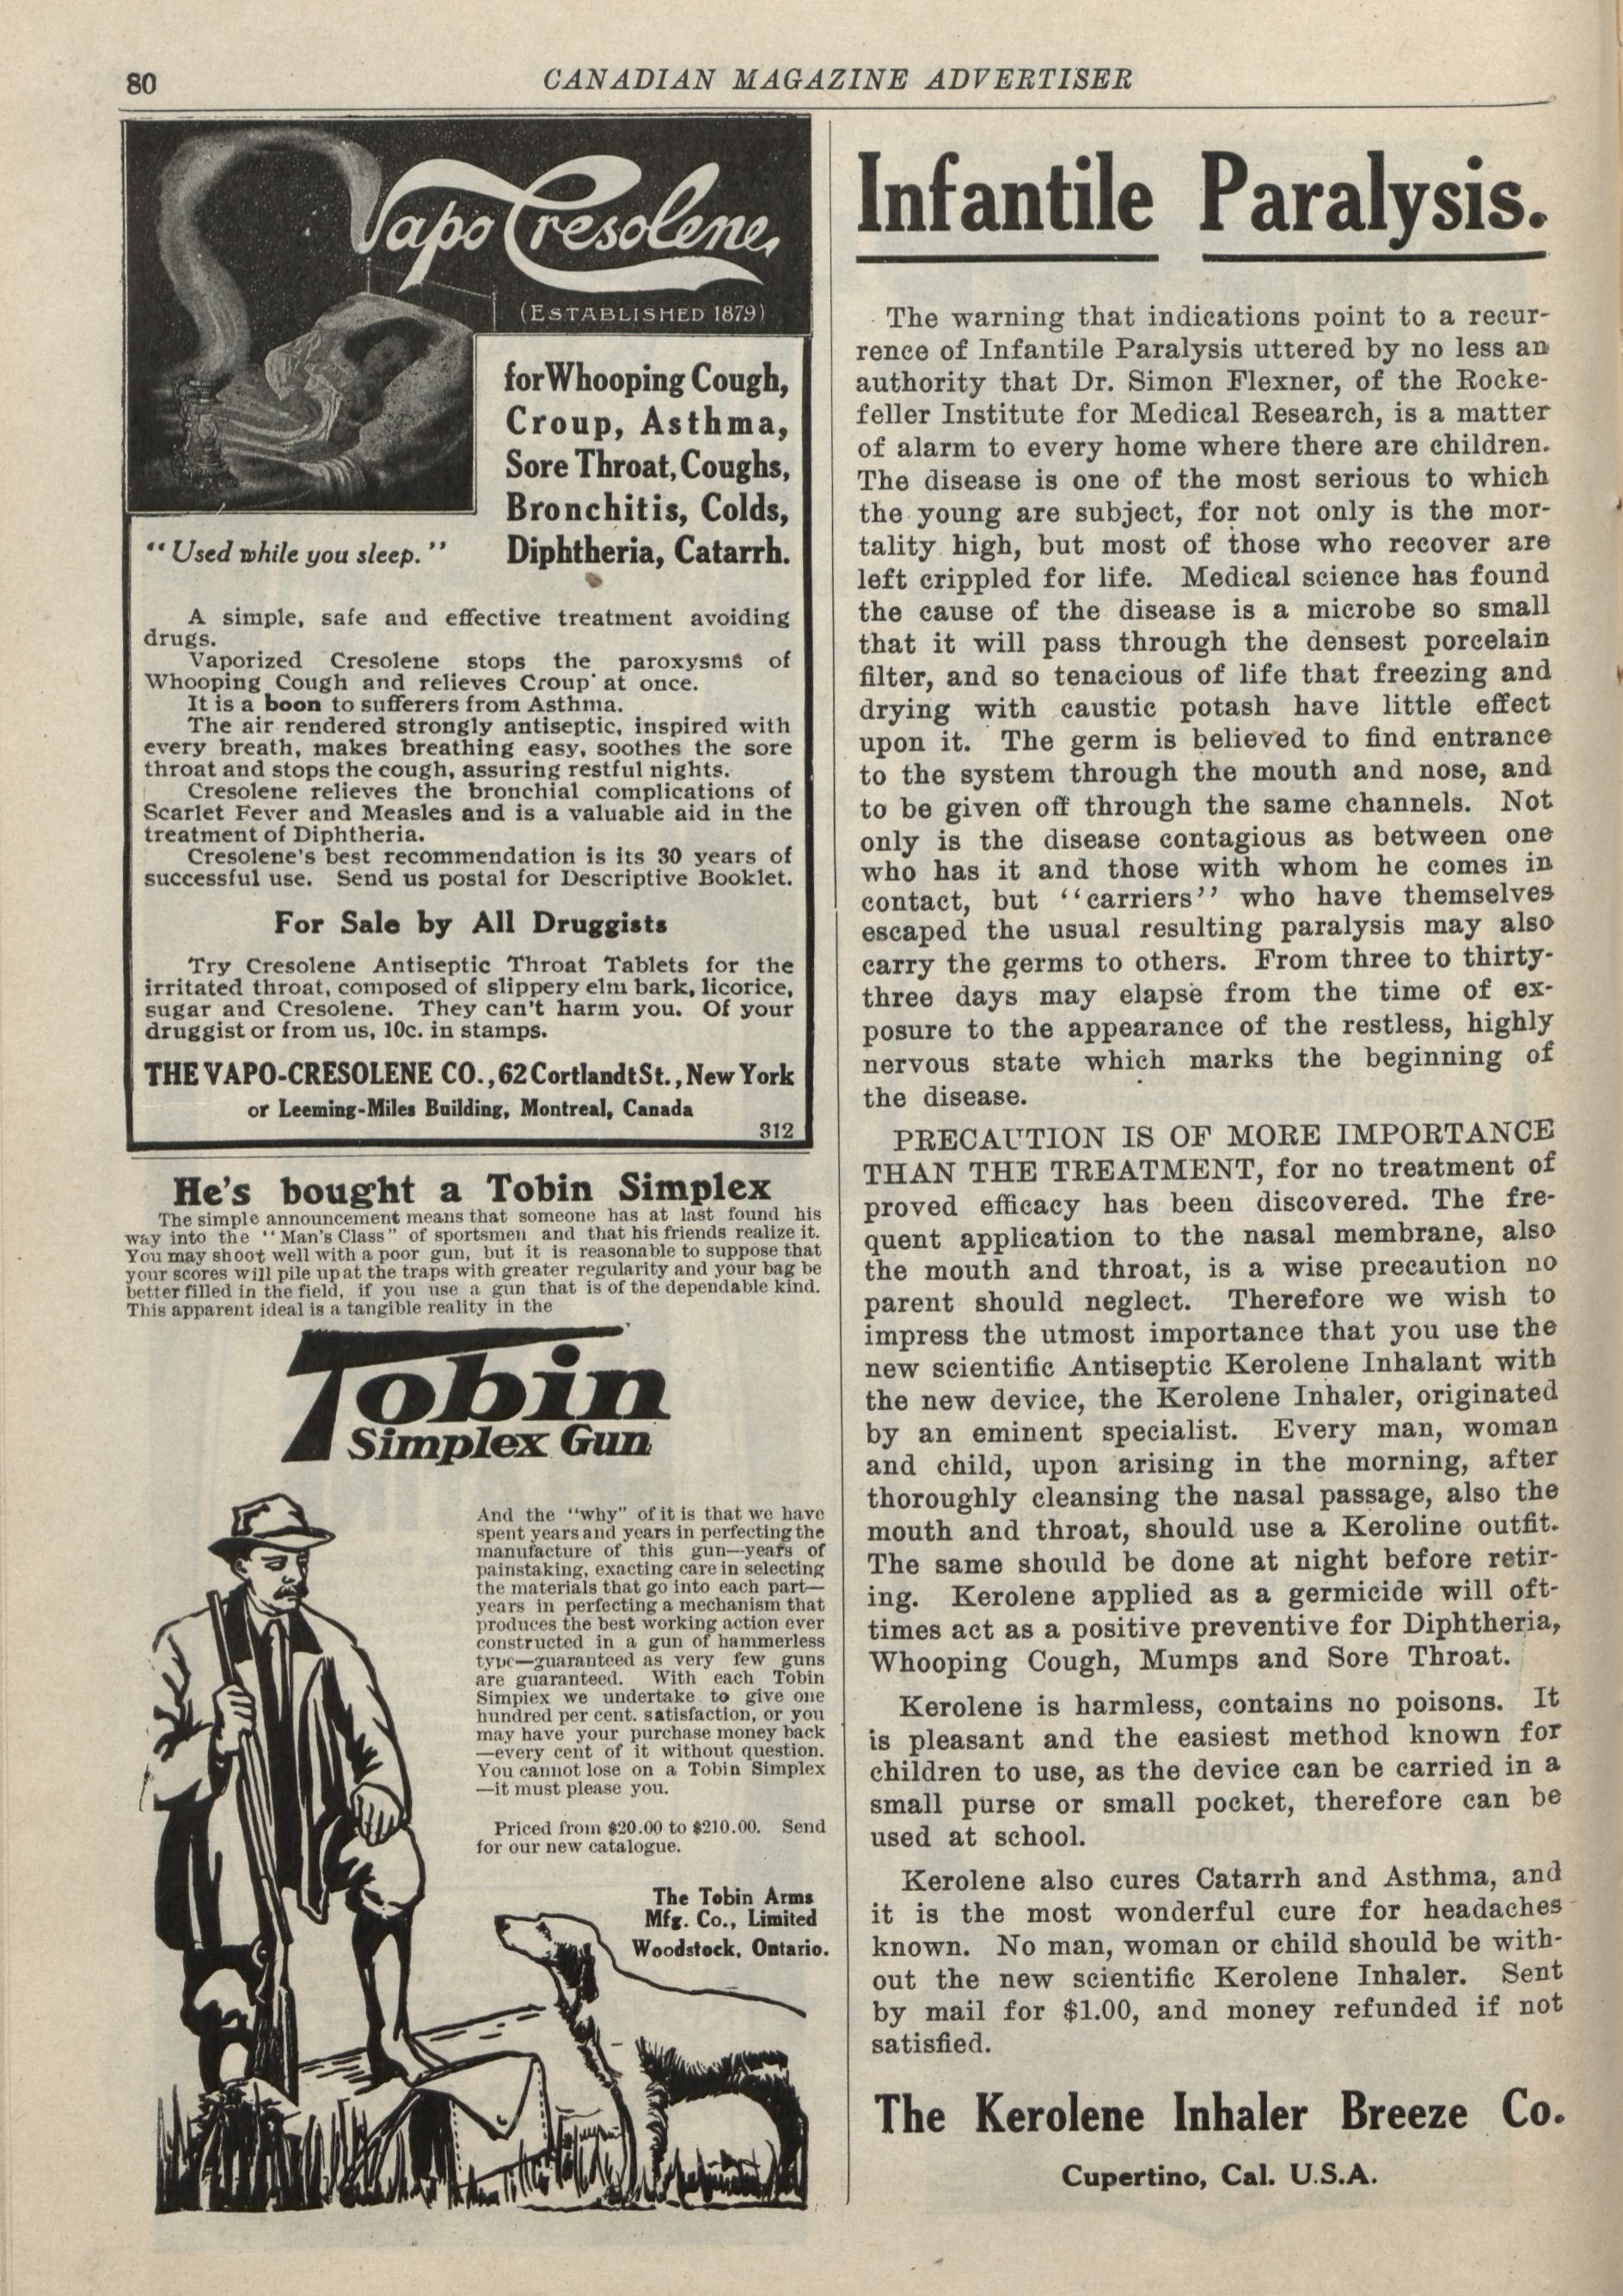 80
CANADIAN MAGAZINE ADVERTISER
Vapo Cresolene,
(ESTABLISHED 1879)
for Whooping Cough,
Croup, Asthma,
Sore Throat, Coughs,
Bronchitis, Colds,
Diphtheria, Catarrh.
"Used while you sleep."
A simple, safe and effective treatment avoiding
drugs.
Vaporized Cresolene stops the paroxysms of
Whooping Cough and relieves Croup at once.
It is a boon to sufferers from Asthma.
The air rendered strongly antiseptic, inspired with
every breath, makes breathing easy, soothes the sore
throat and stops the cough, assuring restful nights.
Cresolene relieves the bronchial complications of
Scarlet Fever and Measles and is a valuable aid in the
treatment of Diphtheria.
Cresolene's best recommendation is its 30 years of
successful use. Send us postal for Descriptive Booklet.
For Sale by All Druggists
Try Cresolene Antiseptic Throat Tablets for the
irritated throat, composed of slippery elm bark, licorice,
sugar and Cresolene. They can't harm you. Of your
druggist or from us, 10c. in stamps.
THE VAPO-CRESOLENE CO., 62 Cortlandt St., New York
or Leeming-Miles Building, Montreal, Canada
312
He's bought a Tobin Simplex
The simple announcement means that someone has at last found his
way into the "Man's Class" of sportsmen and that his friends realize it.
You may shoot well with a poor gun, but it is reasonable to suppose that
your scores will pile up at the traps with greater regularity and your bag be
better filled in the field, if you use a gun that is of the dependable kind.
This apparent ideal is a tangible reality in the
Tobin
Simplex Gun
And the "why" of it is that we have
spent years and years in perfecting the
manufacture of this gun—years of
painstaking, exacting care in selecting
the materials that go into each part—
years in perfecting a mechanism that
produces the best working action ever
constructed in a gun of hammerless
type—guaranteed as very few guns
are guaranteed. With each Tobin
Simplex we undertake to give one
hundred per cent. satisfaction, or you
may have your purchase money back
—every cent of it without question.
You cannot lose on a Tobin Simplex
—it must please you.
Priced from $20.00 to $210.00. Send
for our new catalogue.
The Tobin Arms
Mfg. Co., Limited
Woodstock, Ontario.
Infantile Paralysis.
The warning that indications point to a recur-
rence of Infantile Paralysis uttered by no less an
authority that Dr. Simon Flexner, of the Rocke-
feller Institute for Medical Research, is a matter
of alarm to every home where there are children.
The disease is one of the most serious to which
the young are subject, for not only is the mor-
tality high, but most of those who recover are
left crippled for life. Medical science has found
the cause of the disease is a microbe so small
that it will pass through the densest porcelain
filter, and so tenacious of life that freezing and
drying with caustic potash have little effect
upon it. The germ is believed to find entrance
to the system through the mouth and nose, and
to be given off through the same channels. Not
only is the disease contagious as between one
who has it and those with whom he comes in
contact, but "carriers" who have themselves
escaped the usual resulting paralysis may also
carry the germs to others. From three to thirty-
three days may elapse from the time of ex-
posure to the appearance of the restless, highly
nervous state which marks the beginning of
the disease.
PRECAUTION IS OF MORE IMPORTANCE
THAN THE TREATMENT, for no treatment of
proved efficacy has been discovered. The fre-
quent application to the nasal membrane, also
the mouth and throat, is a wise precaution no
parent should neglect. Therefore we wish to
impress the utmost importance that you use the
new scientific Antiseptic Kerolene Inhalant with
the new device, the Kerolene Inhaler, originated
by an eminent specialist. Every man, woman
and child, upon arising in the morning, after
thoroughly cleansing the nasal passage, also the
mouth and throat, should use a Keroline outfit.
The same should be done at night before retir-
ing. Kerolene applied as a germicide will oft-
times act as a positive preventive for Diphtheria,
Whooping Cough, Mumps and Sore Throat.
Kerolene is harmless, contains no poisons. It
is pleasant and the easiest method known for
children to use, as the device can be carried in a
small purse or small pocket, therefore can be
used at school.
Kerolene also cures Catarrh and Asthma, and
it is the most wonderful cure for headaches
known. No man, woman or child should be with-
out the new scientific Kerolene Inhaler. Sent
by mail for $1.00, and money refunded if not
satisfied.
The Kerolene Inhaler Breeze Co.
Cupertino, Cal. U.S.A.